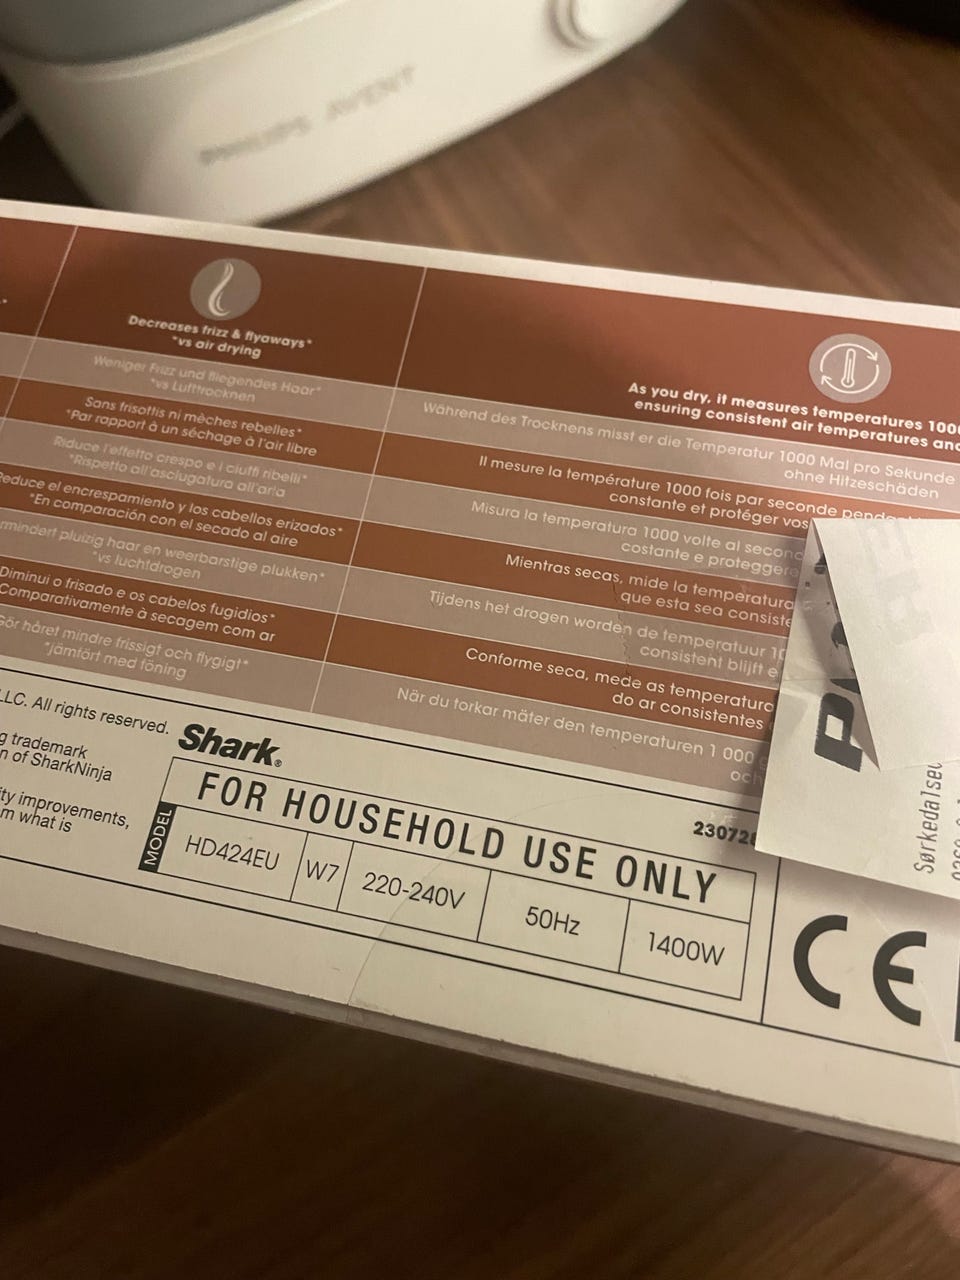 PHILIPS AVENT
Decreases frizz & flyaways*
*vs air drying
Weniger Frizz und fliegendes Haar*
*vs Lufttrocknen
Sans frisottis ni mèches rebelles*
*Par rapport à un séchage à l'air libre
Riduce l'effetto crespo e i ciuffi ribelli*
*Rispetto all'asciugatura all'aria
Reduce el encrespamiento y los cabellos erizados*
*En comparación con el secado al aire
rmindert pluizig haar en weerbarstige plukken*
*vs luchtdrogen
Diminui o frisado e os cabelos fugidios*
Comparativamente à secagem com ar
Gör håret mindre frissigt och flygigt*
*jämfört med föning
As you dry, it measures temperatures 1000
ensuring consistent air temperatures and
Während des Trocknens misst er die Temperatur 1000 Mal pro Sekunde
ohne Hitzeschäden
Il mesure la température 1000 fois par seconde
constante et protéger vos
Misura la temperatura 1000 volte al second
costante e proteggere
Mientras secas, mide la temperatura
que esta sea consiste
Tijdens het drogen worden de temperatuur 10
consistent blijft e
Conforme seca, mede as temperatura
do ar consistentes
När du torkar mäter den temperaturen 1 000 g
och
LLC. All rights reserved.
g trademark
n of SharkNinja
ity improvements,
m what is
Shark®
FOR HOUSEHOLD USE ONLY
MODEL
HD424EU
W7
220-240V
50Hz
1400W
230728
CE
Sørkedalsve